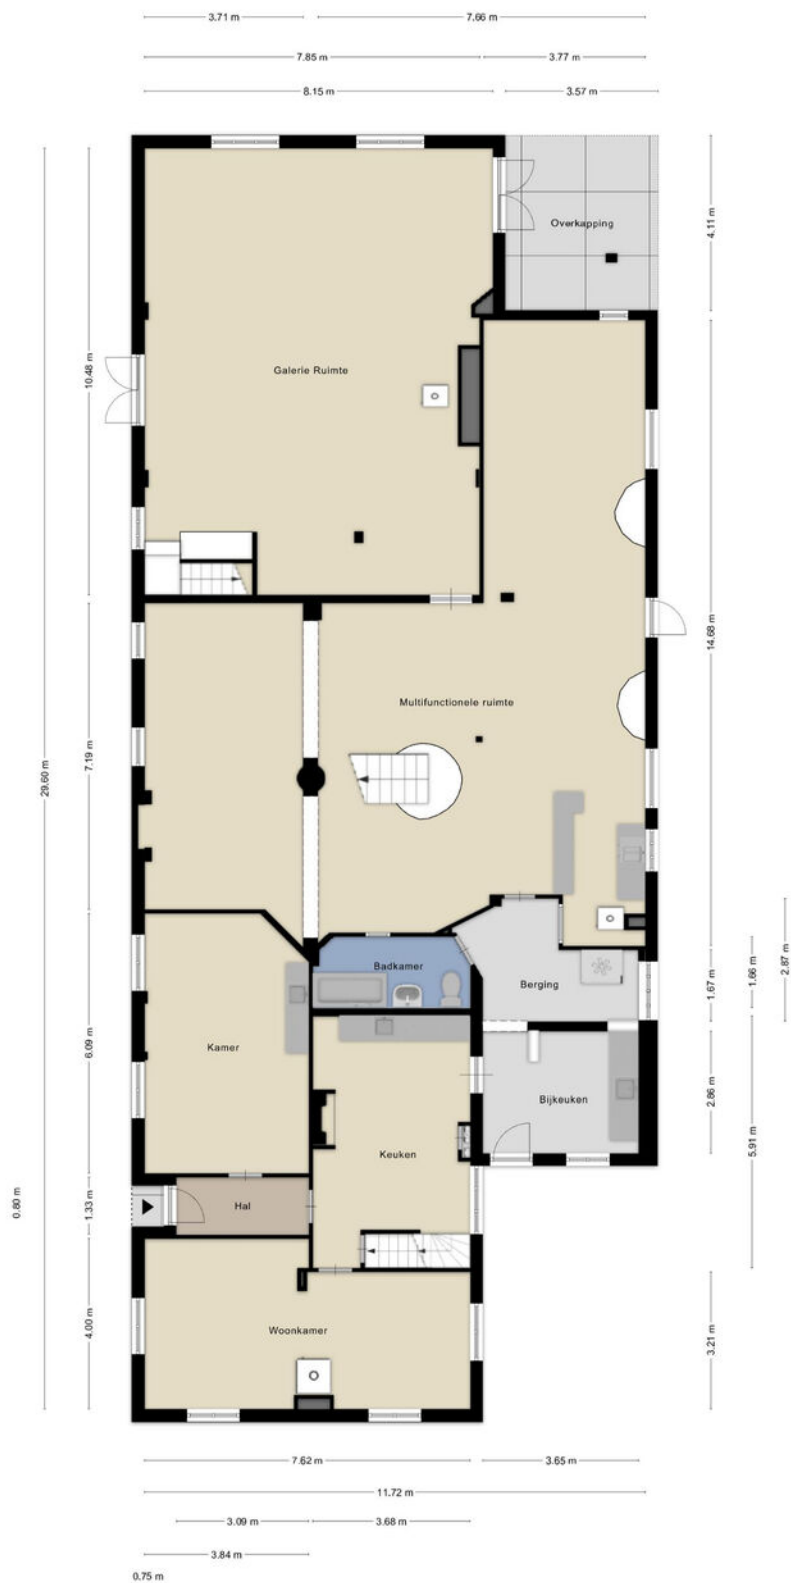 3.71 m
7.66 m
7.85 m
3.77 m
8.15 m
3.57 m
Overkapping
4.11 m
10.48 m
Galerie Ruimte
14.68 m
Multifunctionele ruimte
7.19 m
29.60 m
Badkamer
Berging
1.67 m
1.66 m
2.87 m
Kamer
6.09 m
Bijkeuken
2.86 m
5.91 m
Keuken
Hal
1.33 m
0.80 m
Woonkamer
4.00 m
3.21 m
7.62 m
3.65 m
11.72 m
3.09 m
3.68 m
3.84 m
0.75 m